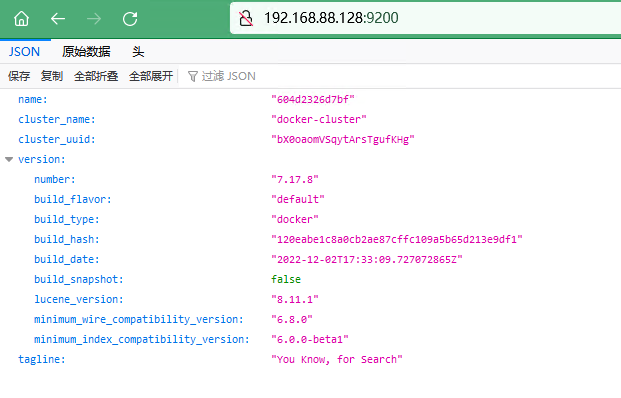 192.168.88.128:9200
JSON 原始数据 头
保存 复制 全部折叠 全部展开 过滤 JSON
name: "604d2326d7bf"
cluster_name: "docker-cluster"
cluster_uuid: "bX0oaomVSqytArsTgufKHg"
version:
number: "7.17.8"
build_flavor: "default"
build_type: "docker"
build_hash: "120eabe1c8a0cb2ae87cffc109a5b65d213e9df1"
build_date: "2022-12-02T17:33:09.727072865Z"
build_snapshot: false
lucene_version: "8.11.1"
minimum_wire_compatibility_version: "6.8.0"
minimum_index_compatibility_version: "6.0.0-beta1"
tagline: "You Know, for Search"